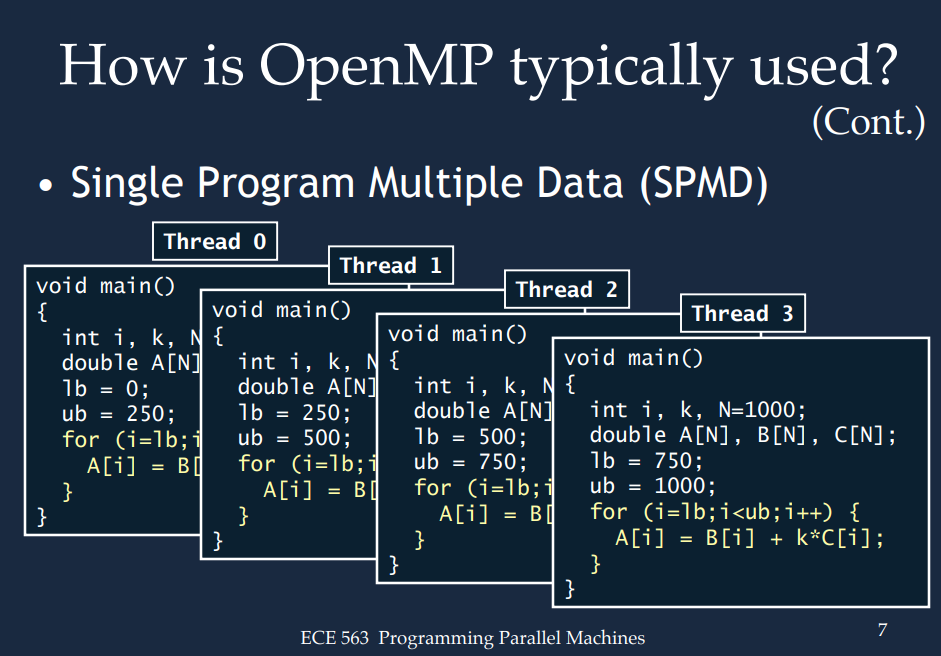 How is OpenMP typically used?
(Cont.)
• Single Program Multiple Data (SPMD)
Thread 0
void main()
{
int i, k, N
double A[N]
lb = 0;
ub = 250;
for (i=lb;i
A[i] = B[
}
}
Thread 1
void main()
{
int i, k, N
double A[N]
lb = 250;
ub = 500;
for (i=lb;i
A[i] = B[
}
}
Thread 2
void main()
{
int i, k, N
double A[N]
lb = 500;
ub = 750;
for (i=lb;i
A[i] = B[
}
}
Thread 3
void main()
{
int i, k, N=1000;
double A[N], B[N], C[N];
lb = 750;
ub = 1000;
for (i=lb;i<ub;i++) {
A[i] = B[i] + k*C[i];
}
}
ECE 563 Programming Parallel Machines
7